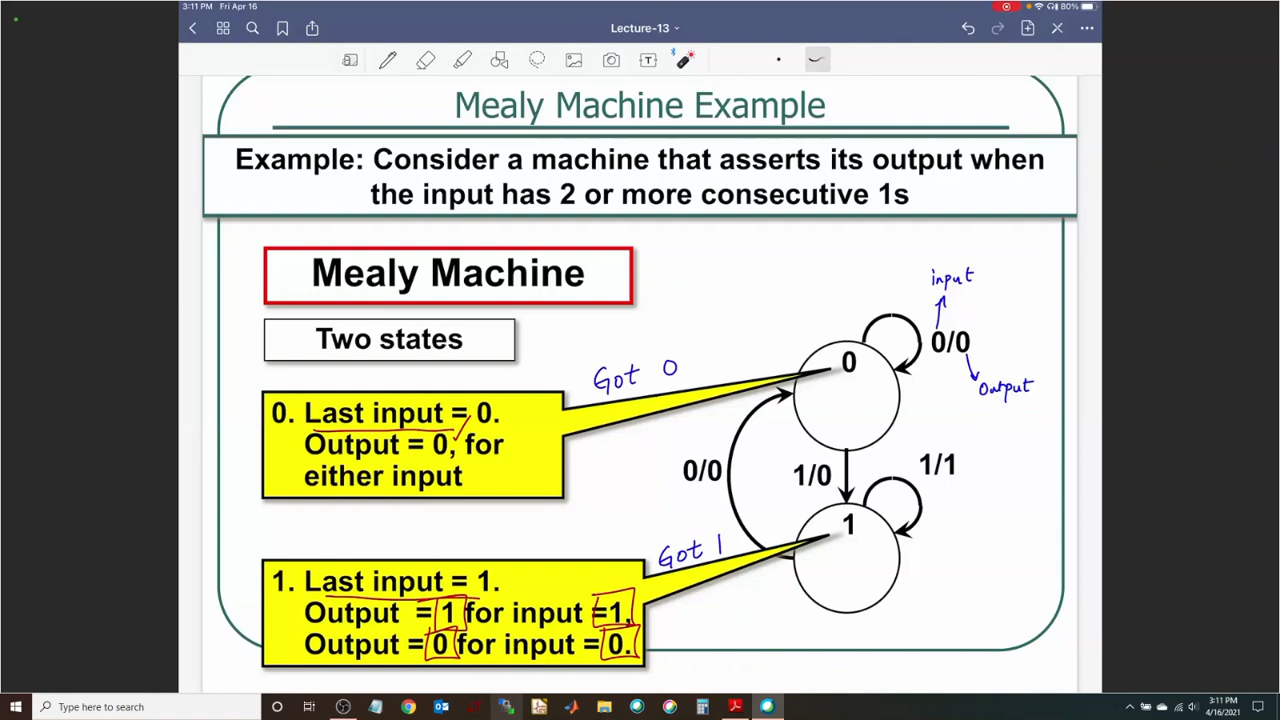 3:11 PM Fri Apr 16
80%
Lecture-13
T
Mealy Machine Example
Example: Consider a machine that asserts its output when
the input has 2 or more consecutive 1s
Mealy Machine
Two states
input
0/0
Output
0
Got 0
0. Last input = 0.
Output = 0, for
either input
0/0
1/0
1/1
1
Got 1
1. Last input = 1.
Output = 1 for input =1,
Output = 0 for input = 0.
Type here to search
3:11 PM
4/16/2021